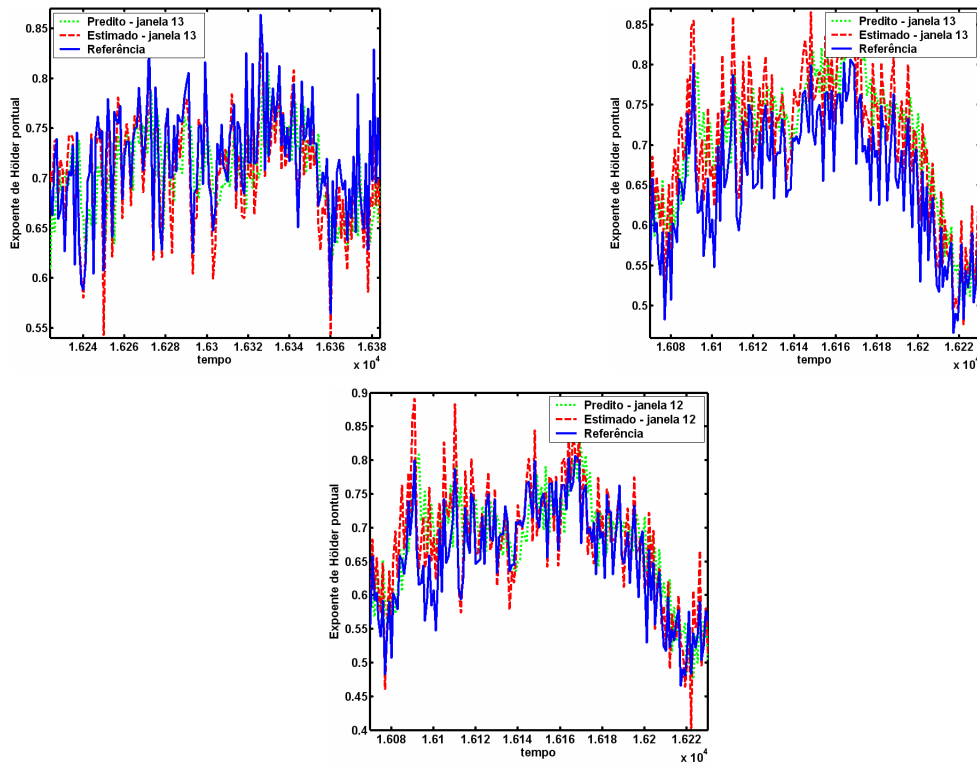 Predito - janela 13
Estimado - janela 13
Referência
Expoente de Hölder pontual
0.85
0.8
0.75
0.7
0.65
0.6
0.55
1.624 1.626 1.628 1.63 1.632 1.634 1.636 1.638
tempo
x 10⁴
Predito - janela 13
Estimado - janela 13
Referência
Expoente de Hölder pontual
0.85
0.8
0.75
0.7
0.65
0.6
0.55
0.5
1.608 1.61 1.612 1.614 1.616 1.618 1.62 1.622
tempo
x 10⁴
Predito - janela 12
Estimado - janela 12
Referência
Expoente de Hölder pontual
0.9
0.85
0.8
0.75
0.7
0.65
0.6
0.55
0.5
0.45
0.4
1.608 1.61 1.612 1.614 1.616 1.618 1.62 1.622
tempo
x 10⁴